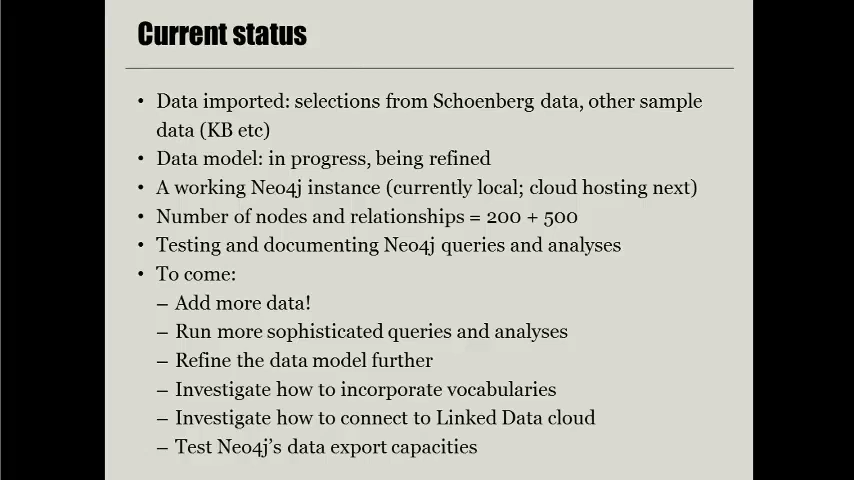 Current status
• Data imported: selections from Schoenberg data, other sample
data (KB etc)
• Data model: in progress, being refined
• A working Neo4j instance (currently local; cloud hosting next)
• Number of nodes and relationships = 200 + 500
• Testing and documenting Neo4j queries and analyses
• To come:
– Add more data!
– Run more sophisticated queries and analyses
– Refine the data model further
– Investigate how to incorporate vocabularies
– Investigate how to connect to Linked Data cloud
– Test Neo4j's data export capacities